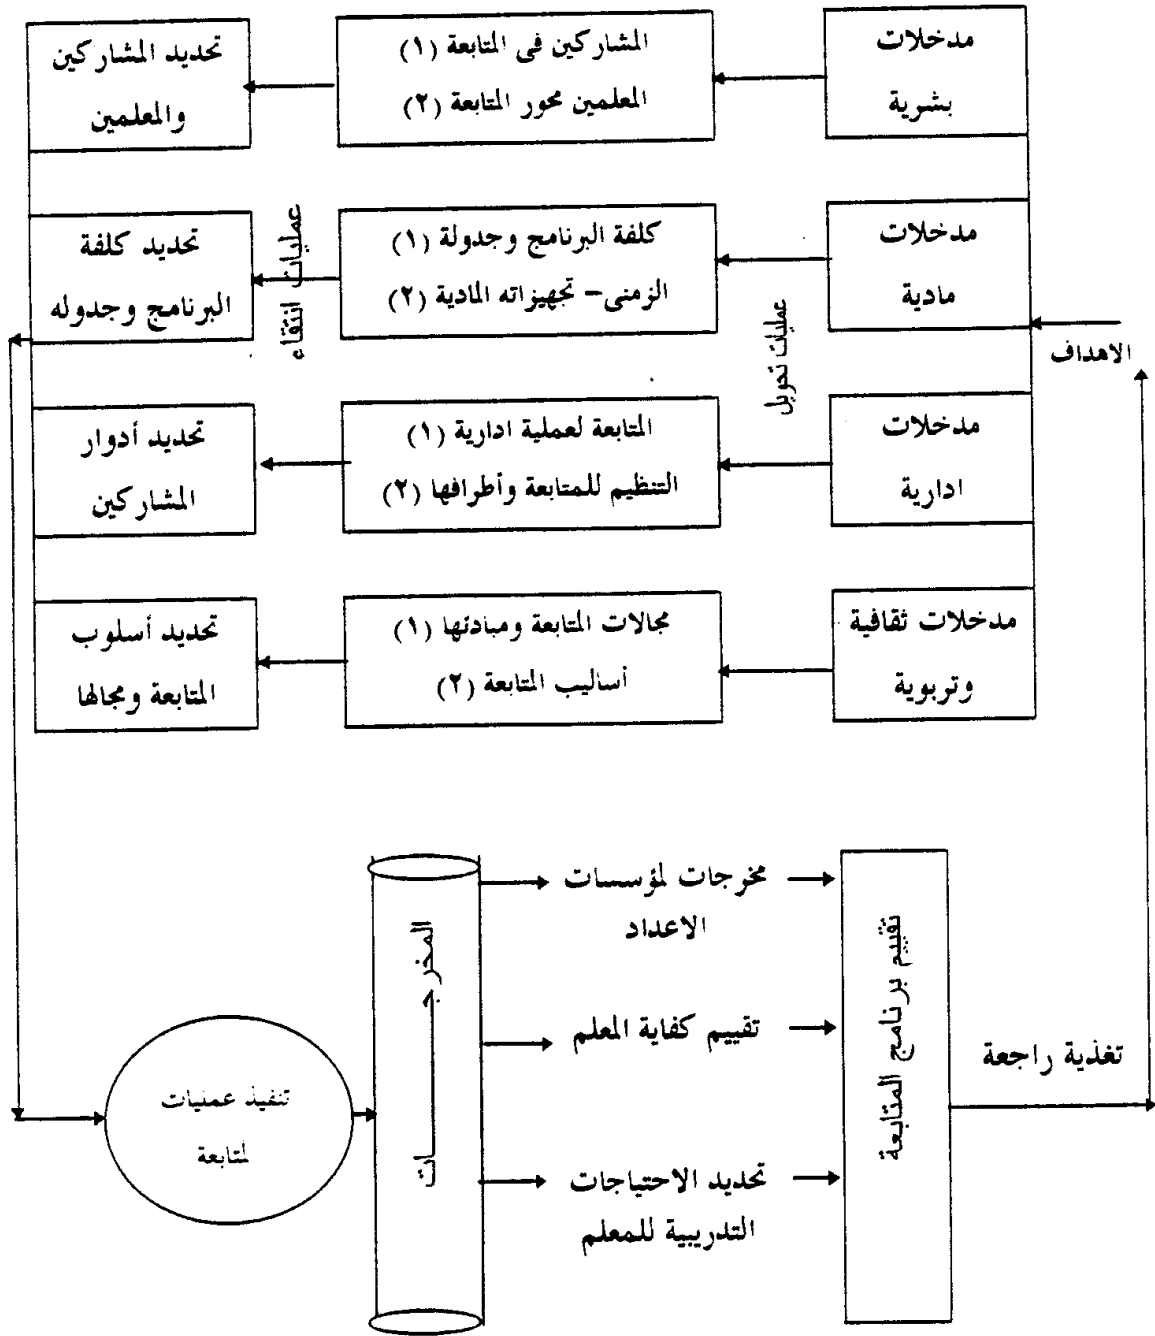 مدخلات
بشرية
المشاركين فى المتابعة (١)
المعلمين محور المتابعة (٢)
تحديد المشاركين
والمعلمين
مدخلات
مادية
كلفة البرنامج وجدولة (١)
الزمنى- تجهيزاته المادية (٢)
تحديد كلفة
البرنامج وجدوله
عمليات تحويل
عمليات انتقاء
الاهداف
مدخلات
ادارية
المتابعة لعملية ادارية (١)
التنظيم للمتابعة وأطرافها (٢)
تحديد أدوار
المشاركين
مدخلات ثقافية
وتربوية
مجالات المتابعة ومبادئها (١)
أساليب المتابعة (٢)
تحديد أسلوب
المتابعة ومجالها
تنفيذ عمليات
لمتابعة
المخرجـــــات
مخرجات لمؤسسات
الاعداد
تقييم كفاية المعلم
تحديد الاحتياجات
التدريبية للمعلم
تقييم برنامج المتابعة
تغذية راجعة